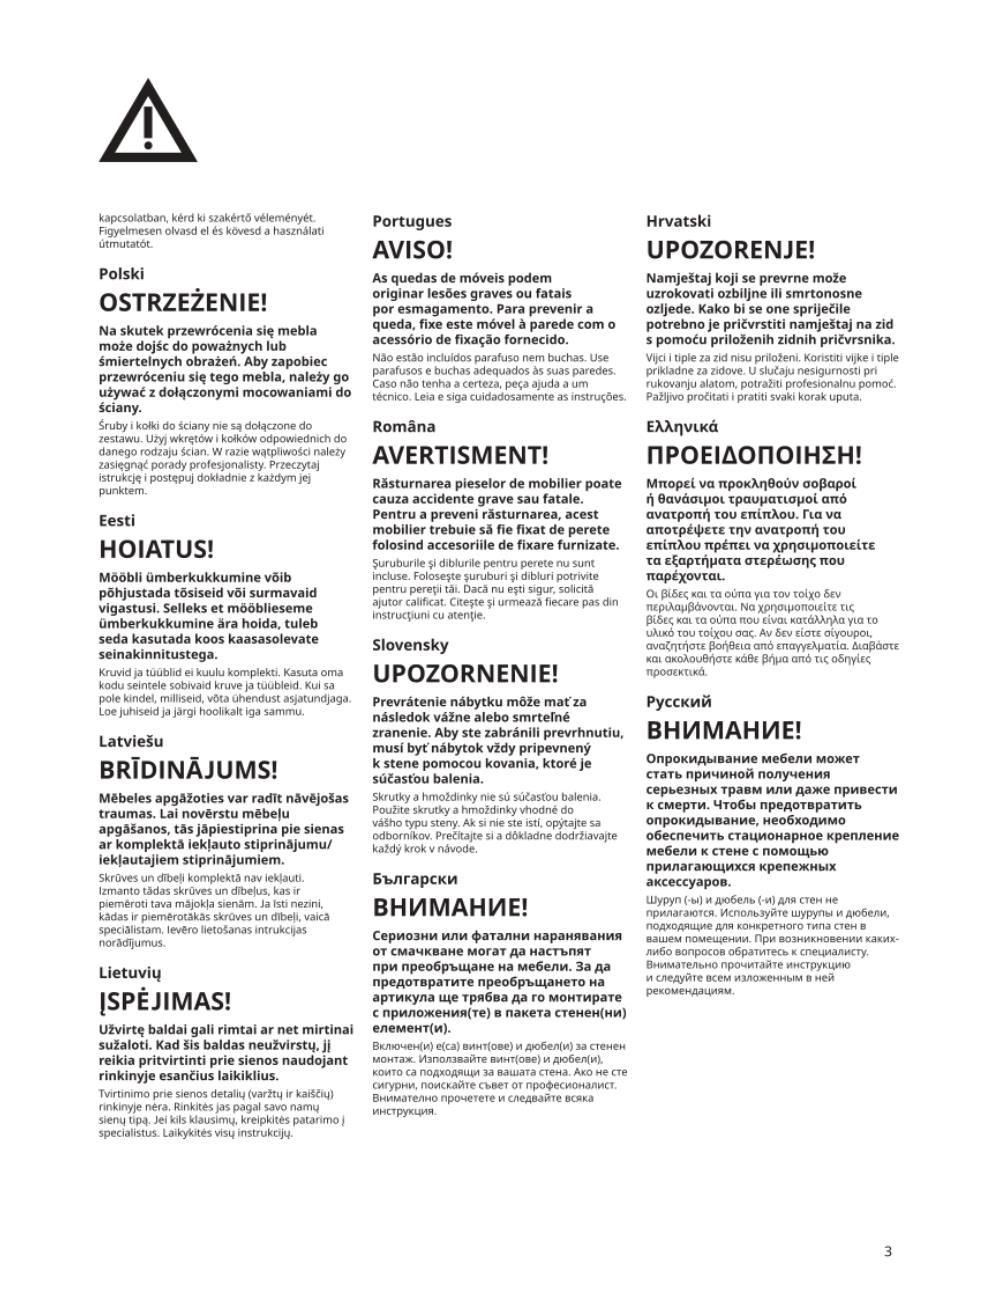 kapcsolatban, kérd ki szakértő véleményét.
Figyelmesen olvasd el és kövesd a használati
útmutatót.
Polski
OSTRZEŻENIE!
Na skutek przewrócenia się mebla
może dojśc do poważnych lub
śmiertelnych obrażeń. Aby zapobiec
przewróceniu się tego mebla, należy go
używać z dołączonymi mocowaniami do
ściany.
Śruby i kołki do ściany nie są dołączone do
zestawu. Użyj wkrętów i kołków odpowiednich do
danego rodzaju ścian. W razie wątpliwości należy
zasięgnąć porady profesjonalisty. Przeczytaj
istrukcję i postępuj dokładnie z każdym jej
punktem.
Eesti
HOIATUS!
Mööbli ümberkukkumine võib
põhjustada tõsiseid või surmavaid
vigastusi. Selleks et mööblieseme
ümberkukkumine ära hoida, tuleb
seda kasutada koos kaasasolevate
seinakinnitustega.
Kruvid ja tüüblid ei kuulu komplekti. Kasuta oma
kodu seintele sobivaid kruve ja tüübleid. Kui sa
pole kindel, milliseid, võta ühendust asjatundjaga.
Loe juhiseid ja järgi hoolikalt iga sammu.
Latviešu
BRĪDINĀJUMS!
Mēbeles apgāžoties var radīt nāvējošas
traumas. Lai novērstu mēbeļu
apgāšanos, tās jāpiestiprina pie sienas
ar komplektā iekļauto stiprinājumu/
iekļautajiem stiprinājumiem.
Skrūves un dībeļi komplektā nav iekļauti.
Izmanto tādas skrūves un dībeļus, kas ir
piemēroti tava mājokļa sienām. Ja īsti nezini,
kādas ir piemērotākās skrūves un dībeļi, vaicā
speciālistam. Ievēro lietošanas intrukcijas
norādījumus.
Lietuvių
ĮSPĖJIMAS!
Užvirtę baldai gali rimtai ar net mirtinai
sužaloti. Kad šis baldas neužvirstų, jį
reikia pritvirtinti prie sienos naudojant
rinkinyje esančius laikiklius.
Tvirtinimo prie sienos detalių (varžtų ir kaiščių)
rinkinyje nėra. Rinkitės jas pagal savo namų
sienų tipą. Jei kils klausimų, kreipkitės patarimo į
specialistus. Laikykitės visų instrukcijų.
Portugues
AVISO!
As quedas de móveis podem
originar lesões graves ou fatais
por esmagamento. Para prevenir a
queda, fixe este móvel à parede com o
acessório de fixação fornecido.
Não estão incluídos parafuso nem buchas. Use
parafusos e buchas adequados às suas paredes.
Caso não tenha a certeza, peça ajuda a um
técnico. Leia e siga cuidadosamente as instruções.
Româna
AVERTISMENT!
Răsturnarea pieselor de mobilier poate
cauza accidente grave sau fatale.
Pentru a preveni răsturnarea, acest
mobilier trebuie să fie fixat de perete
folosind accesoriile de fixare furnizate.
Şuruburile şi diblurile pentru perete nu sunt
incluse. Foloseşte şuruburi şi dibluri potrivite
pentru pereţii tăi. Dacă nu eşti sigur, solicită
ajutor calificat. Citeşte şi urmează fiecare pas din
instrucţiuni cu atenţie.
Slovensky
UPOZORNENIE!
Prevrátenie nábytku môže mať za
následok vážne alebo smrteľné
zranenie. Aby ste zabránili prevrhnutiu,
musí byť nábytok vždy pripevnený
k stene pomocou kovania, ktoré je
súčasťou balenia.
Skrutky a hmoždinky nie sú súčasťou balenia.
Použite skrutky a hmoždinky vhodné do
vášho typu steny. Ak si nie ste istí, opýtajte sa
odborníkov. Prečítajte si a dôkladne dodržiavajte
každý krok v návode.
Български
ВНИМАНИЕ!
Сериозни или фатални наранявания
от смачкване могат да настъпят
при преобръщане на мебели. За да
предотвратите преобръщането на
артикула ще трябва да го монтирате
с приложения(те) в пакета стенен(ни)
елемент(и).
Включен(и) е(са) винт(ове) и дюбел(и) за стенен
монтаж. Използвайте винт(ове) и дюбел(и),
които са подходящи за вашата стена. Ако не сте
сигурни, поискайте съвет от професионалист.
Внимателно прочетете и следвайте всяка
инструкция.
Hrvatski
UPOZORENJE!
Namještaj koji se prevrne može
uzrokovati ozbiljne ili smrtonosne
ozljede. Kako bi se one spriječile
potrebno je pričvrstiti namještaj na zid
s pomoću priloženih zidnih pričvrsnika.
Vijci i tiple za zid nisu priloženi. Koristiti vijke i tiple
prikladne za zidove. U slučaju nesigurnosti pri
rukovanju alatom, potražiti profesionalnu pomoć.
Pažljivo pročitati i pratiti svaki korak uputa.
Ελληνικά
ΠΡΟΕΙΔΟΠΟΙΗΣΗ!
Μπορεί να προκληθούν σοβαροί
ή θανάσιμοι τραυματισμοί από
ανατροπή του επίπλου. Για να
αποτρέψετε την ανατροπή του
επίπλου πρέπει να χρησιμοποιείτε
τα εξαρτήματα στερέωσης που
παρέχονται.
Οι βίδες και τα ούπα για τον τοίχο δεν
περιλαμβάνονται. Να χρησιμοποιείτε τις
βίδες και τα ούπα που είναι κατάλληλα για το
υλικό του τοίχου σας. Αν δεν είστε σίγουροι,
αναζητήστε βοήθεια από επαγγελματία. Διαβάστε
και ακολουθήστε κάθε βήμα από τις οδηγίες
προσεκτικά.
Русский
ВНИМАНИЕ!
Опрокидывание мебели может
стать причиной получения
серьезных травм или даже привести
к смерти. Чтобы предотвратить
опрокидывание, необходимо
обеспечить стационарное крепление
мебели к стене с помощью
прилагающихся крепежных
аксессуаров.
Шуруп (-ы) и дюбель (-и) для стен не
прилагаются. Используйте шурупы и дюбели,
подходящие для конкретного типа стен в
вашем помещении. При возникновении каких-
либо вопросов обратитесь к специалисту.
Внимательно прочитайте инструкцию
и следуйте всем изложенным в ней
рекомендациям.
3